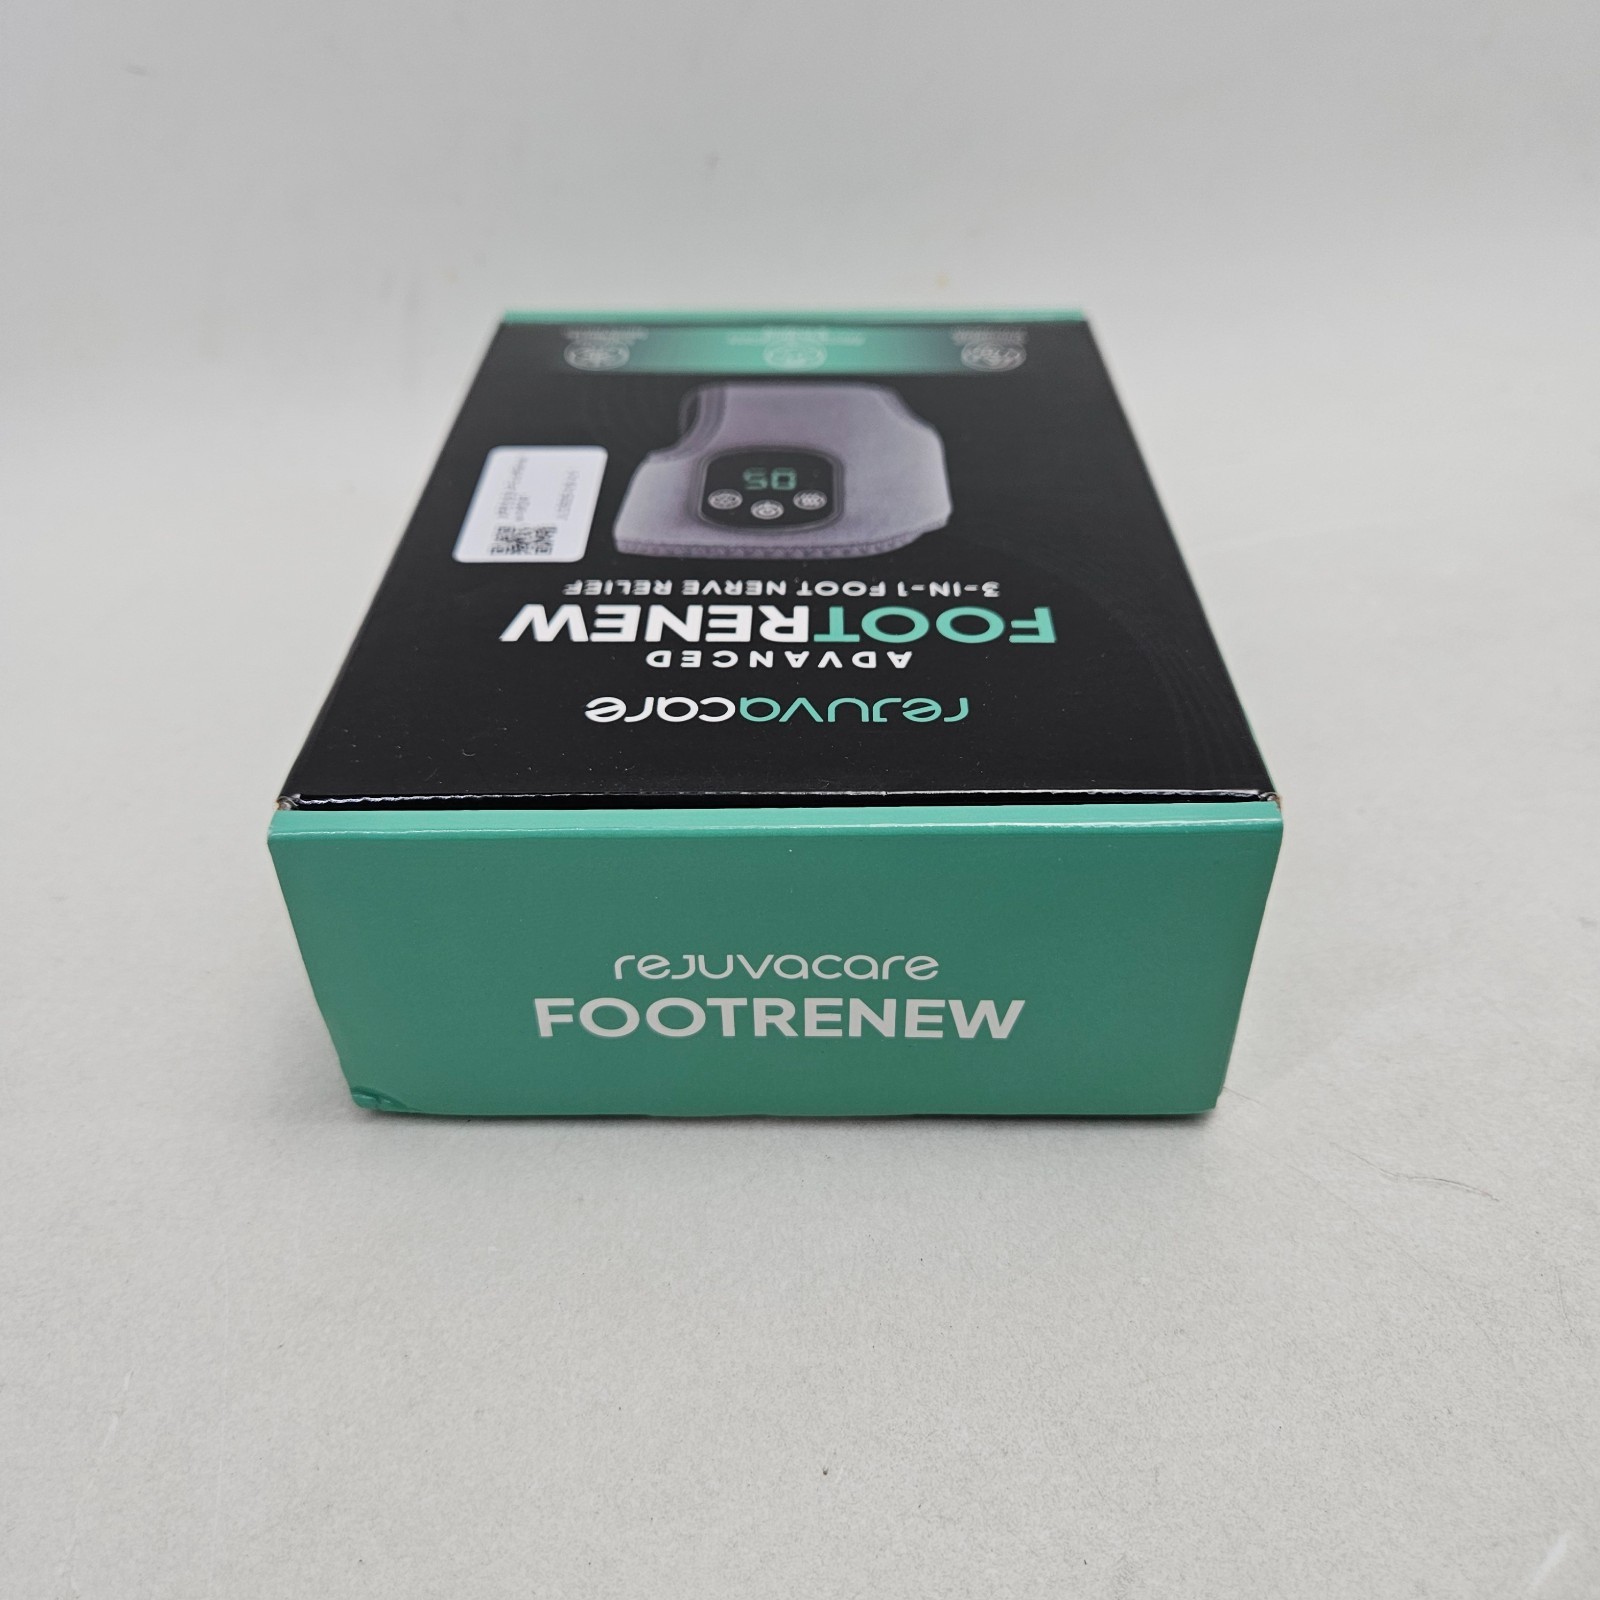 rejuvacare
ADVANCED
FOOTRENEW
3-IN-1 FOOT NERVE RELIEF
05
rejuvacare
FOOTRENEW